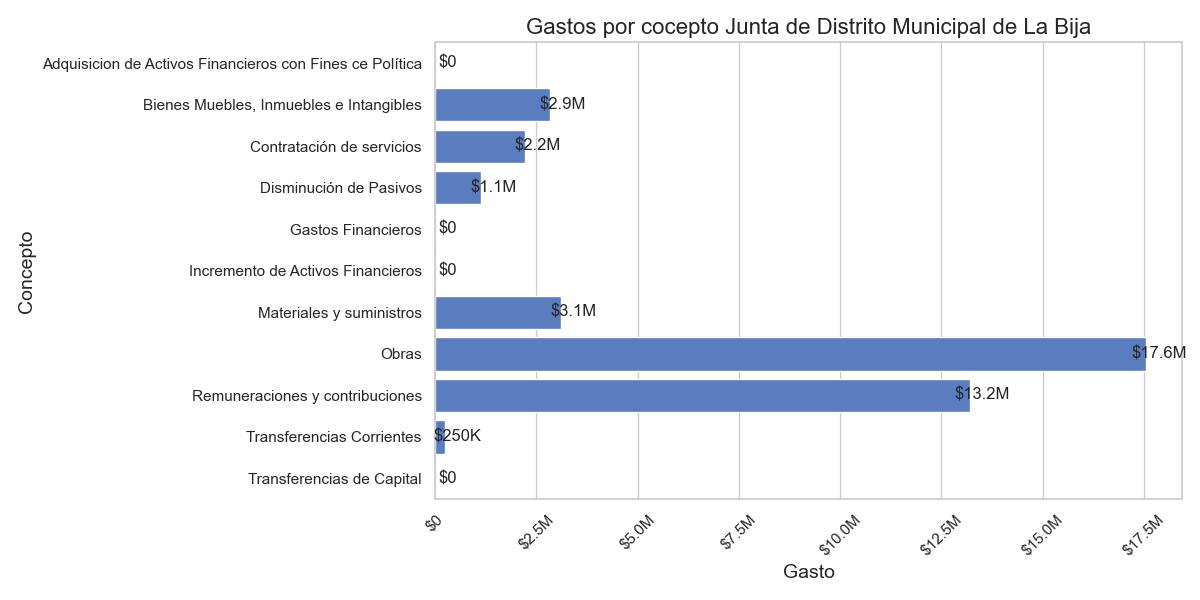 Gastos por cocepto Junta de Distrito Municipal de La Bija
Concepto
Adquisicion de Activos Financieros con Fines ce Política $0
Bienes Muebles, Inmuebles e Intangibles $2.9M
Contratación de servicios $2.2M
Disminución de Pasivos $1.1M
Gastos Financieros $0
Incremento de Activos Financieros $0
Materiales y suministros $3.1M
Obras $17.6M
Remuneraciones y contribuciones $13.2M
Transferencias Corrientes $250K
Transferencias de Capital $0
$0 $2.5M $5.0M $7.5M $10.0M $12.5M $15.0M $17.5M
Gasto